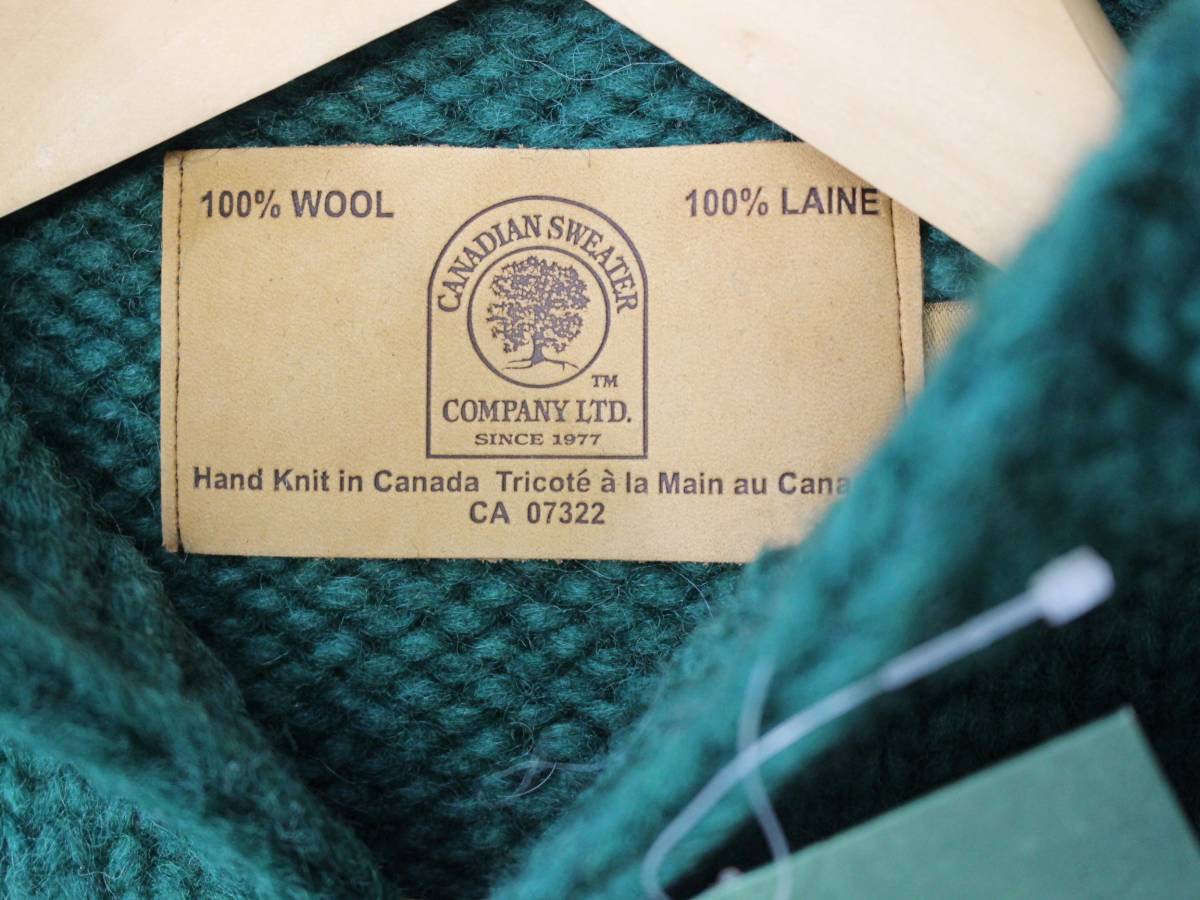 100% WOOL
100% LAINE
CANADIAN SWEATER
TM
COMPANY LTD.
SINCE 1977
Hand Knit in Canada Tricoté à la Main au Cana
CA 07322